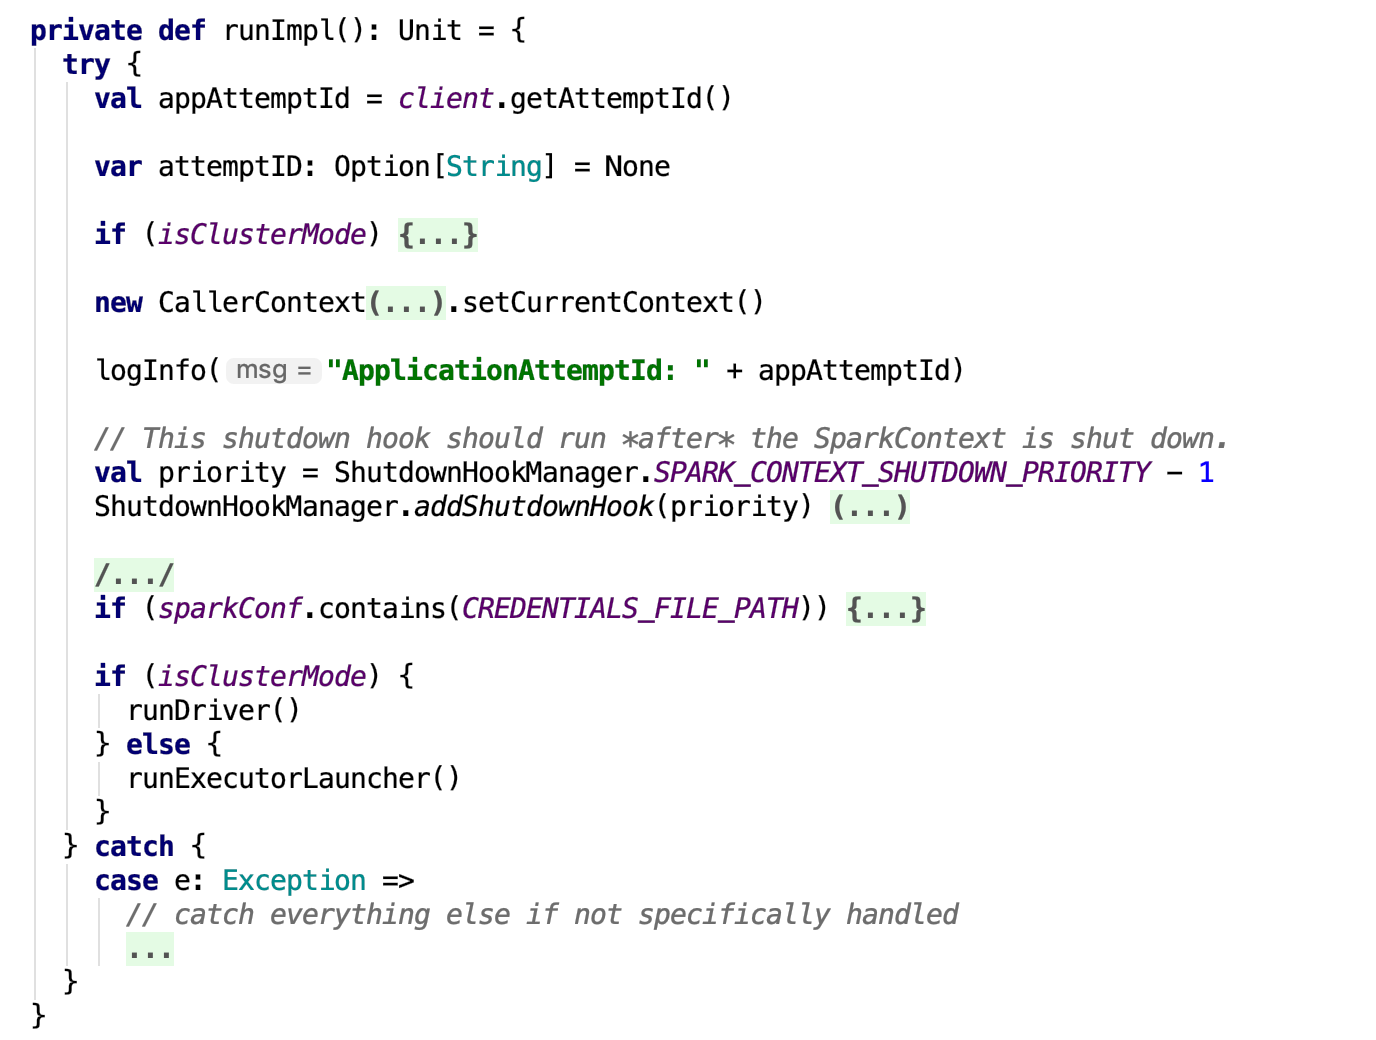 private def runImpl(): Unit = {
try {
val appAttemptId = client.getAttemptId()
var attemptID: Option[String] = None
if (isClusterMode) {...}
new CallerContext(...).setCurrentContext()
logInfo( msg = "ApplicationAttemptId: " + appAttemptId)
// This shutdown hook should run *after* the SparkContext is shut down.
val priority = ShutdownHookManager.SPARK_CONTEXT_SHUTDOWN_PRIORITY - 1
ShutdownHookManager.addShutdownHook(priority) (...)
/.../
if (sparkConf.contains(CREDENTIALS_FILE_PATH)) {...}
if (isClusterMode) {
runDriver()
} else {
runExecutorLauncher()
}
} catch {
case e: Exception =>
// catch everything else if not specifically handled
...
}
}